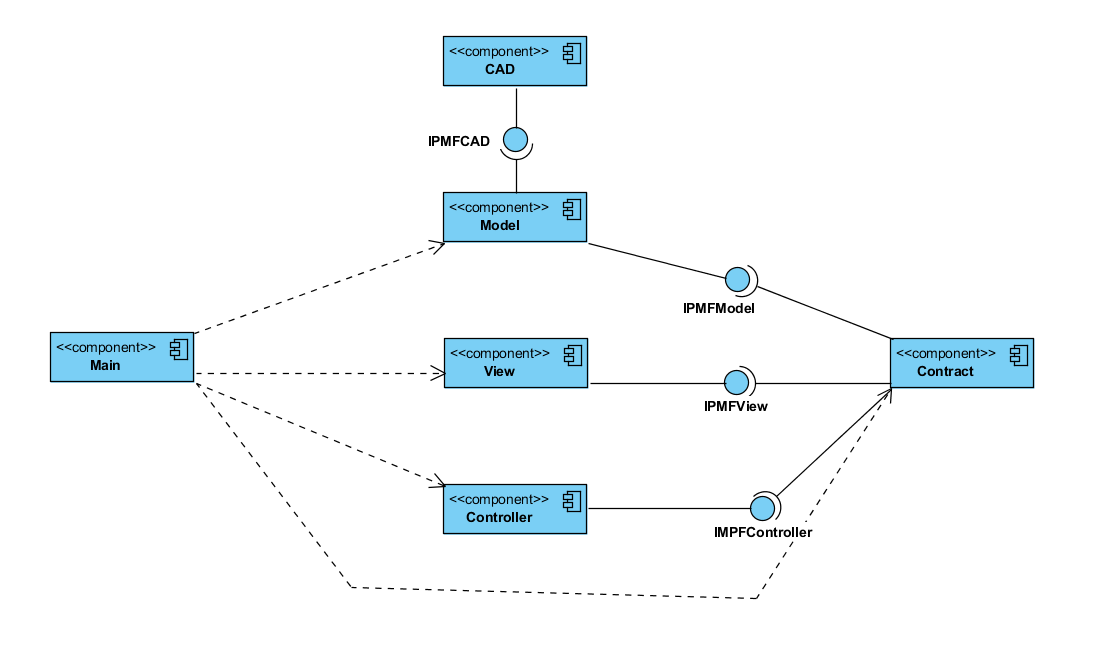 <<component>>
CAD
IPMFCAD
<<component>>
Model
IPMFModel
<<component>>
Main
<<component>>
View
<<component>>
Contract
IPMFView
<<component>>
Controller
IMPFController